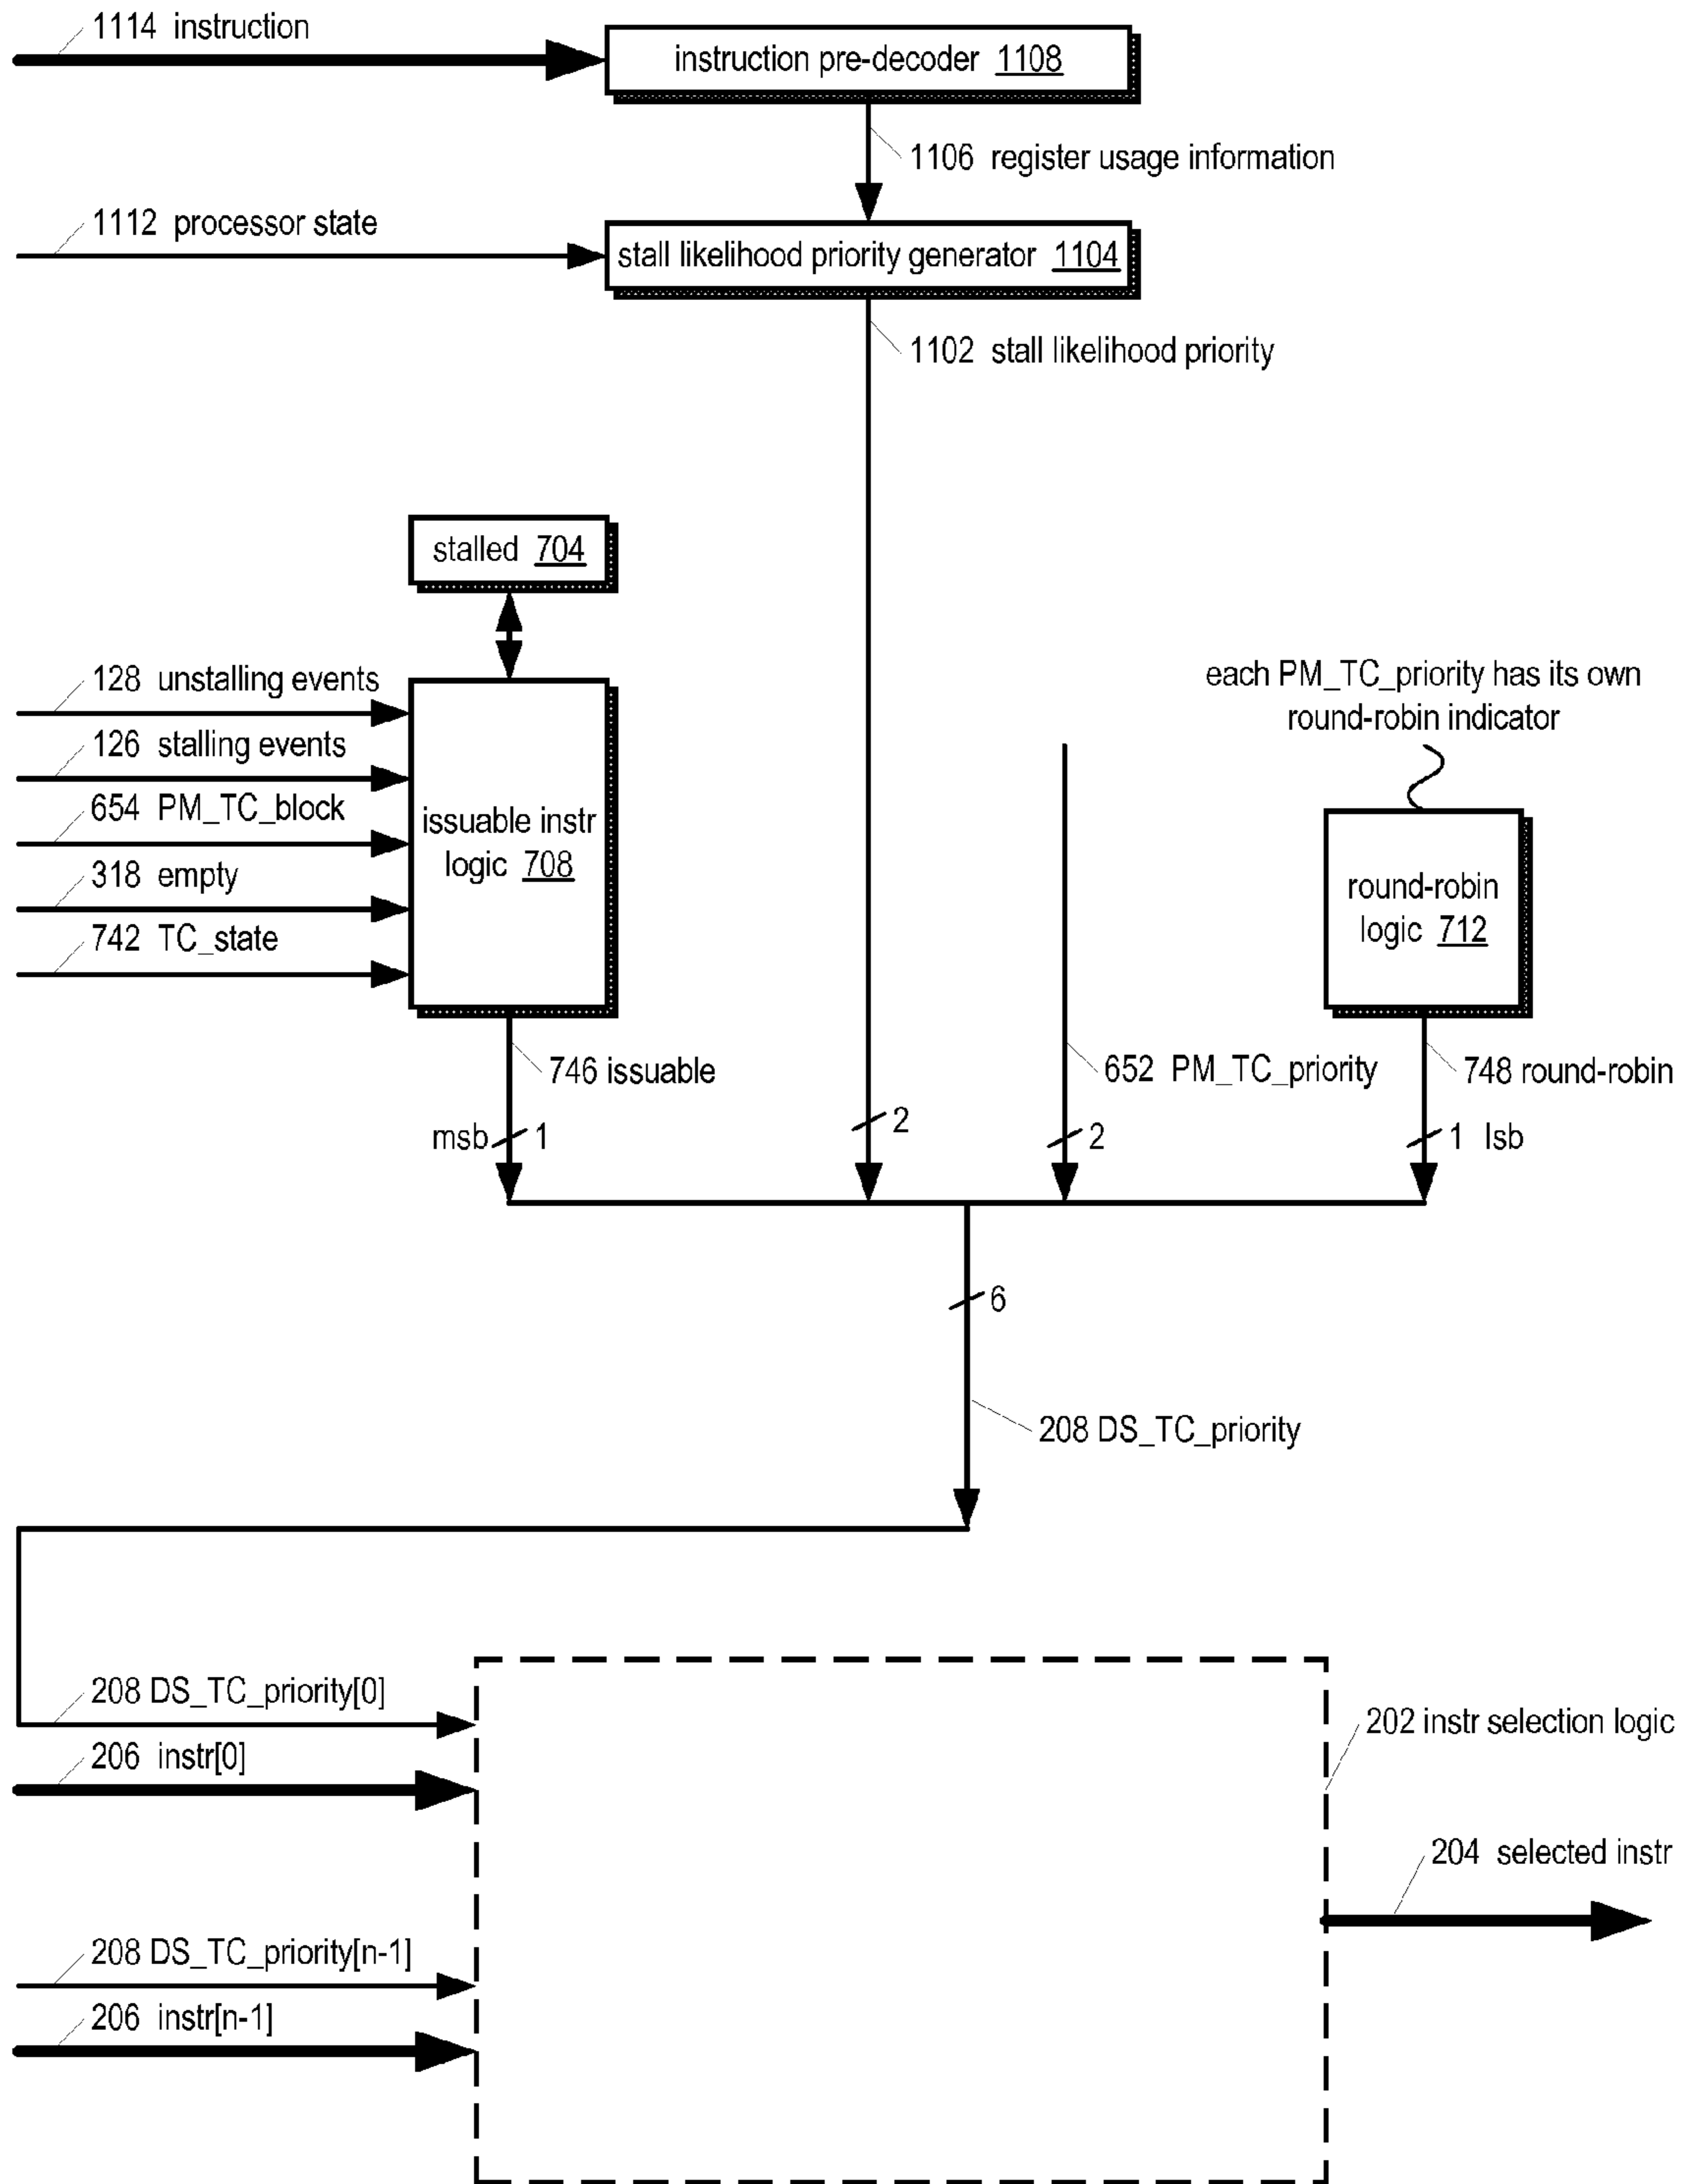 1114 instruction
instruction pre-decoder 1108
1106 register usage information
1112 processor state
stall likelihood priority generator 1104
1102 stall likelihood priority
stalled 704
128 unstalling events
126 stalling events
654 PM_TC_block
318 empty
742 TC_state
issuable instr
logic 708
each PM_TC_priority has its own
round-robin indicator
round-robin
logic 712
746 issuable
652 PM_TC_priority
748 round-robin
msb 1
2
2
1 lsb
6
208 DS_TC_priority
208 DS_TC_priority[0]
206 instr[0]
202 instr selection logic
204 selected instr
208 DS_TC_priority[n-1]
206 instr[n-1]